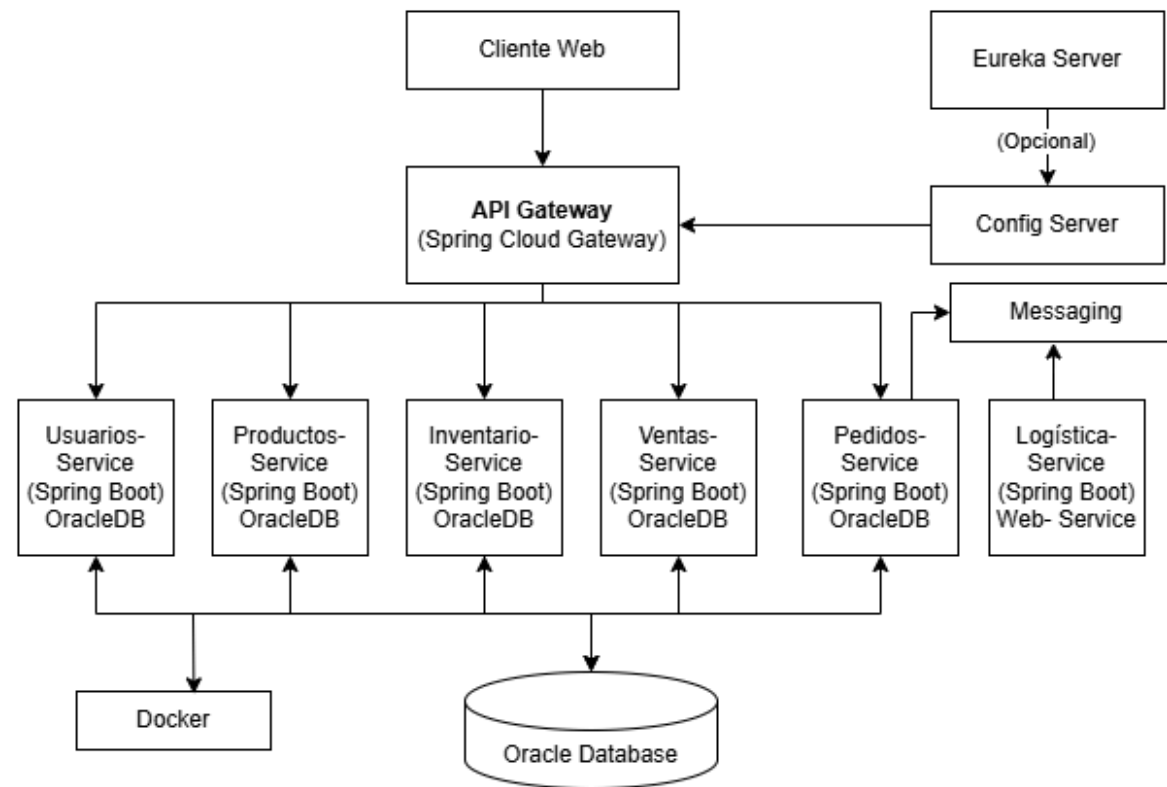 Cliente Web
Eureka Server
(Opcional)
API Gateway
(Spring Cloud Gateway)
Config Server
Messaging
Usuarios-
Service
(Spring Boot)
OracleDB
Productos-
Service
(Spring Boot)
OracleDB
Inventario-
Service
(Spring Boot)
OracleDB
Ventas-
Service
(Spring Boot)
OracleDB
Pedidos-
Service
(Spring Boot)
OracleDB
Logística-
Service
(Spring Boot)
Web- Service
Docker
Oracle Database